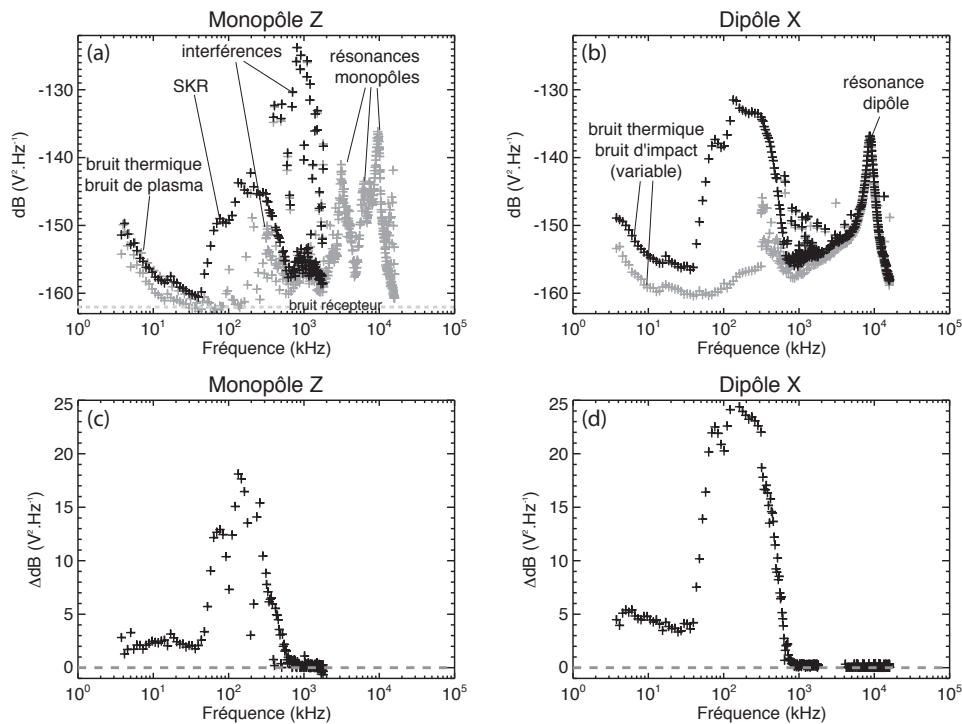 Monopôle Z
(a)
interférences
résonances
monopôles
SKR
bruit thermique
bruit de plasma
bruit récepteur
dB (V².Hz⁻¹)
-130
-140
-150
-160
10⁰ 10¹ 10² 10³ 10⁴ 10⁵
Fréquence (kHz)
Dipôle X
(b)
résonance
dipôle
bruit thermique
bruit d'impact
(variable)
dB (V².Hz⁻¹)
-130
-140
-150
-160
10⁰ 10¹ 10² 10³ 10⁴ 10⁵
Fréquence (kHz)
Monopôle Z
(c)
ΔdB (V².Hz⁻¹)
25
20
15
10
5
0
10⁰ 10¹ 10² 10³ 10⁴ 10⁵
Fréquence (kHz)
Dipôle X
(d)
ΔdB (V².Hz⁻¹)
25
20
15
10
5
0
10⁰ 10¹ 10² 10³ 10⁴ 10⁵
Fréquence (kHz)